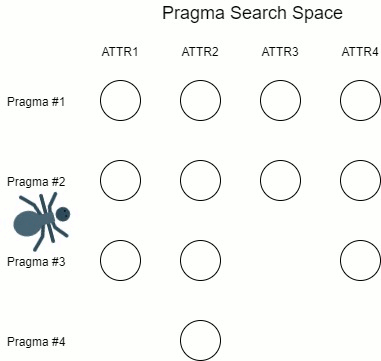 Pragma Search Space
ATTR1 ATTR2 ATTR3 ATTR4
Pragma #1
Pragma #2
Pragma #3
Pragma #4